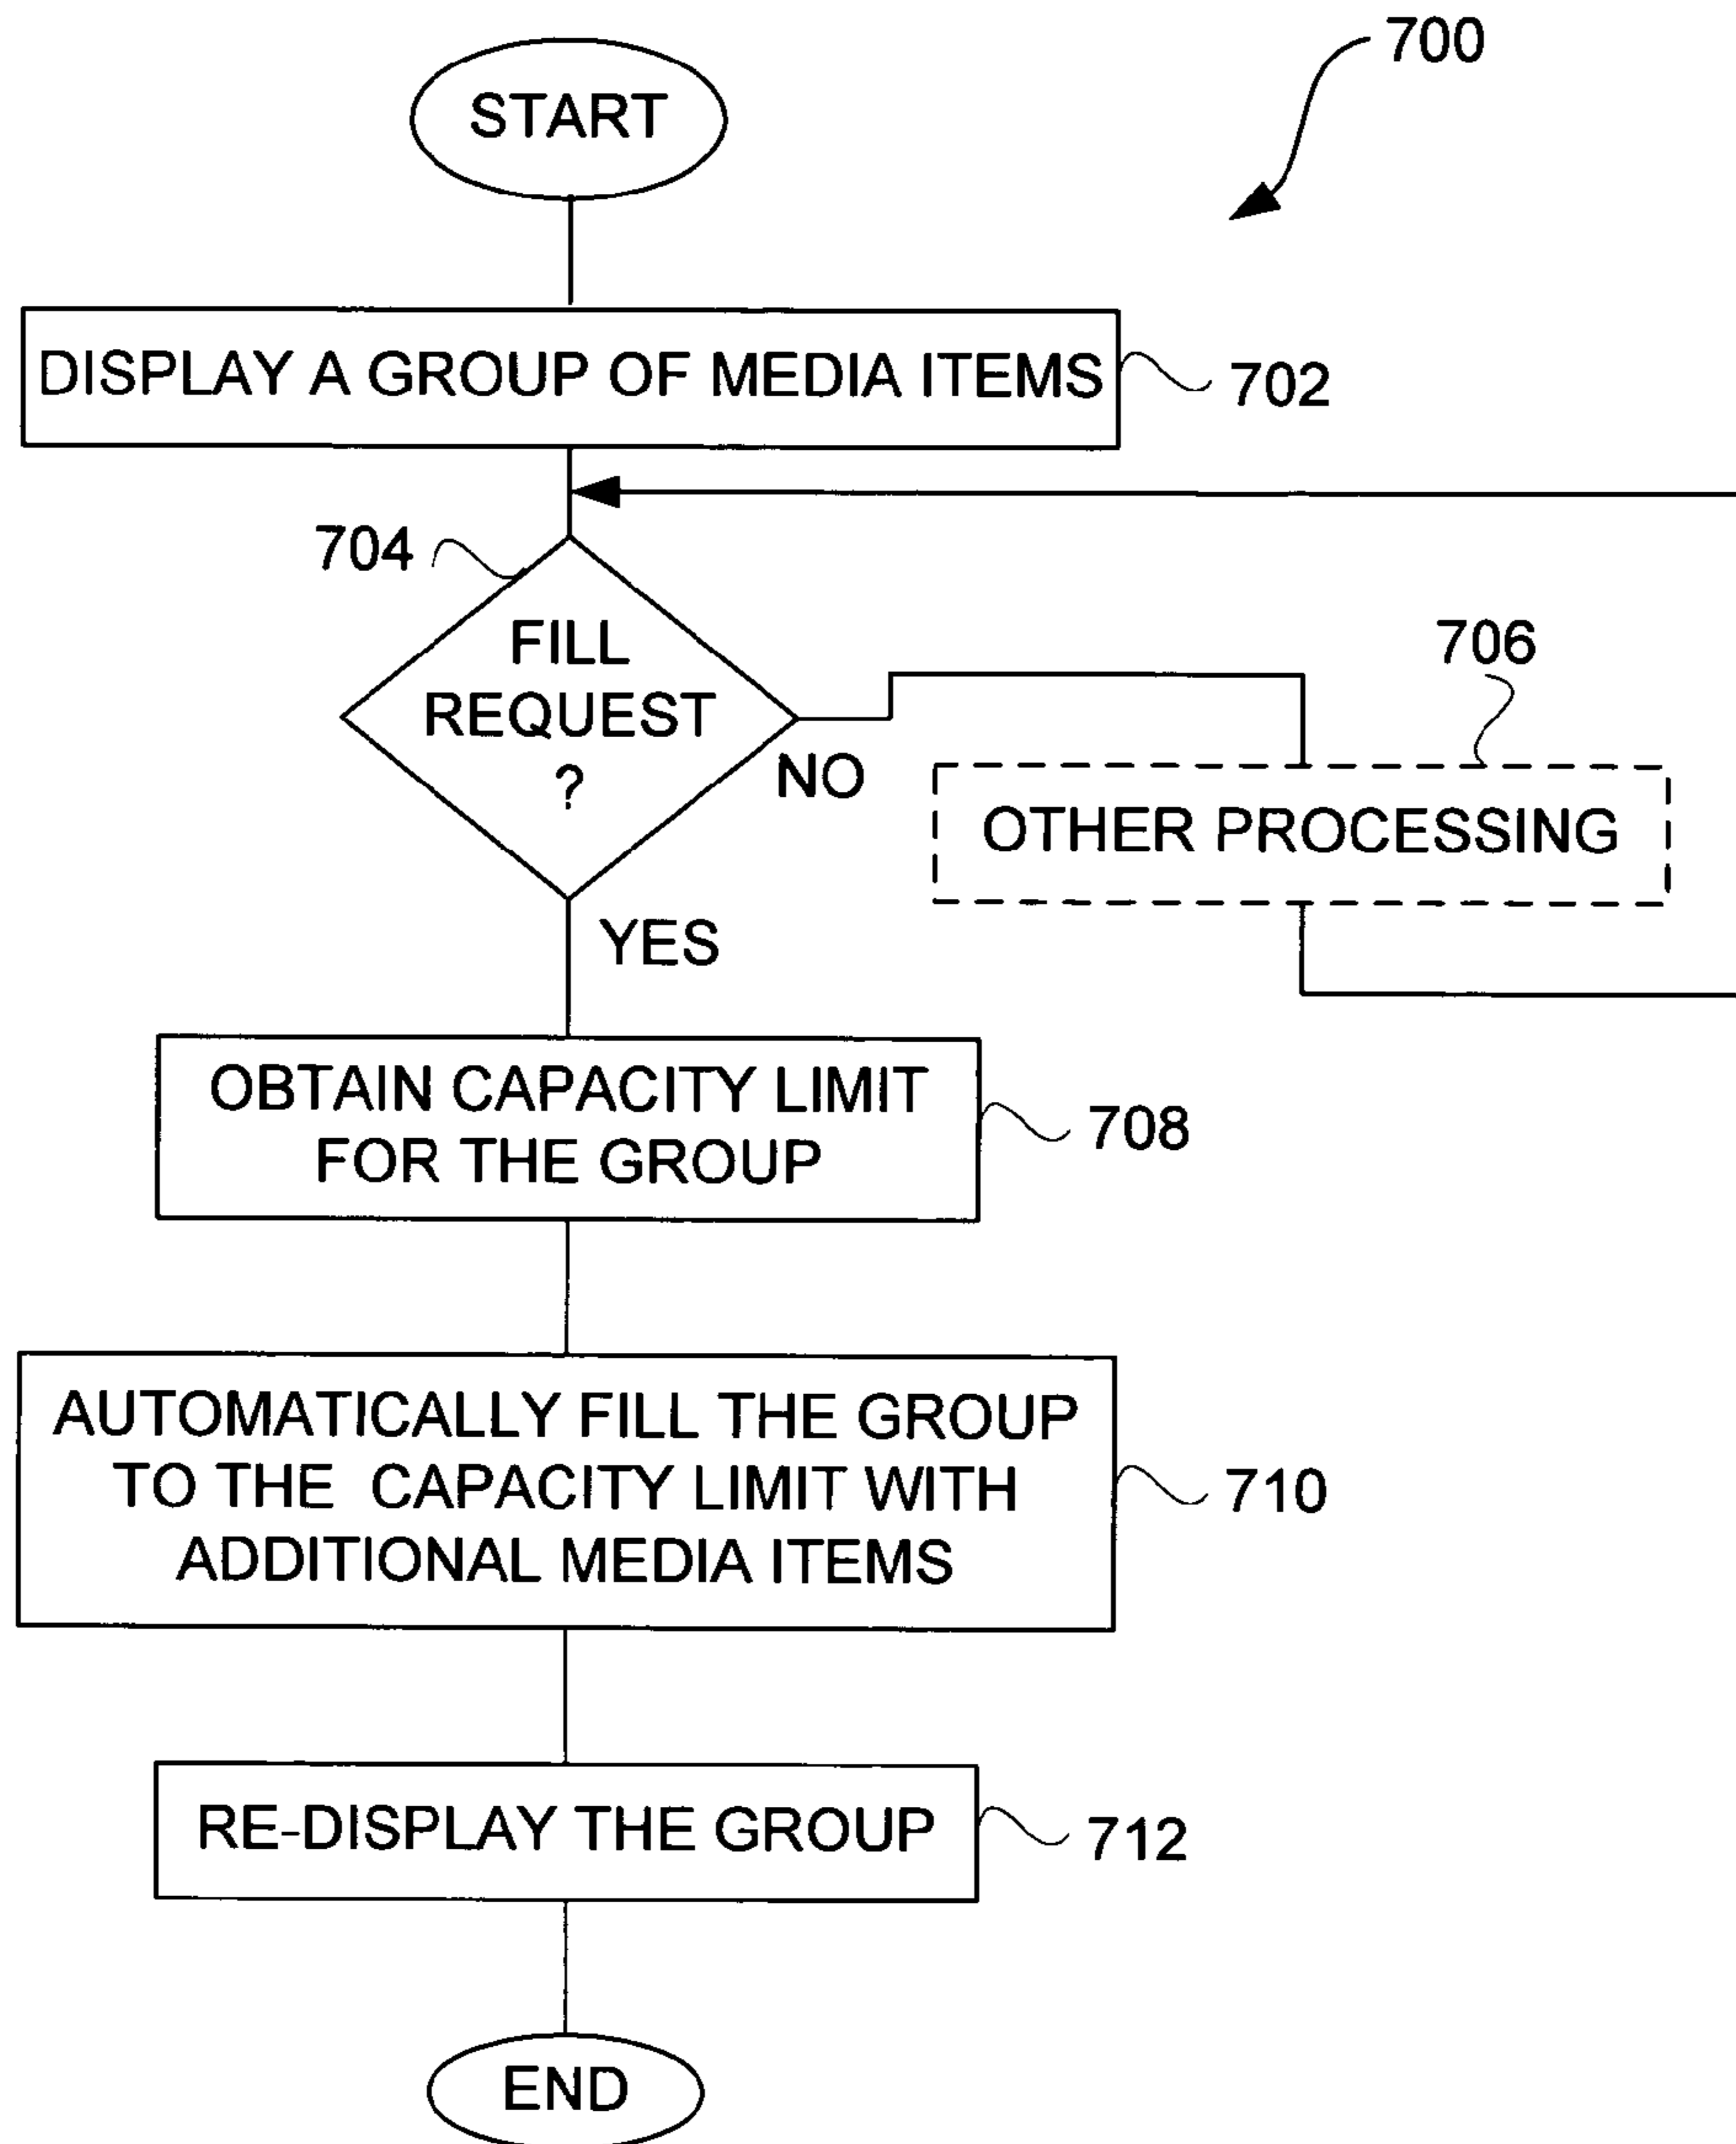 700
START
DISPLAY A GROUP OF MEDIA ITEMS
702
704
FILL
REQUEST
?
NO
706
OTHER PROCESSING
YES
OBTAIN CAPACITY LIMIT
FOR THE GROUP
708
AUTOMATICALLY FILL THE GROUP
TO THE CAPACITY LIMIT WITH
ADDITIONAL MEDIA ITEMS
710
RE-DISPLAY THE GROUP
712
END